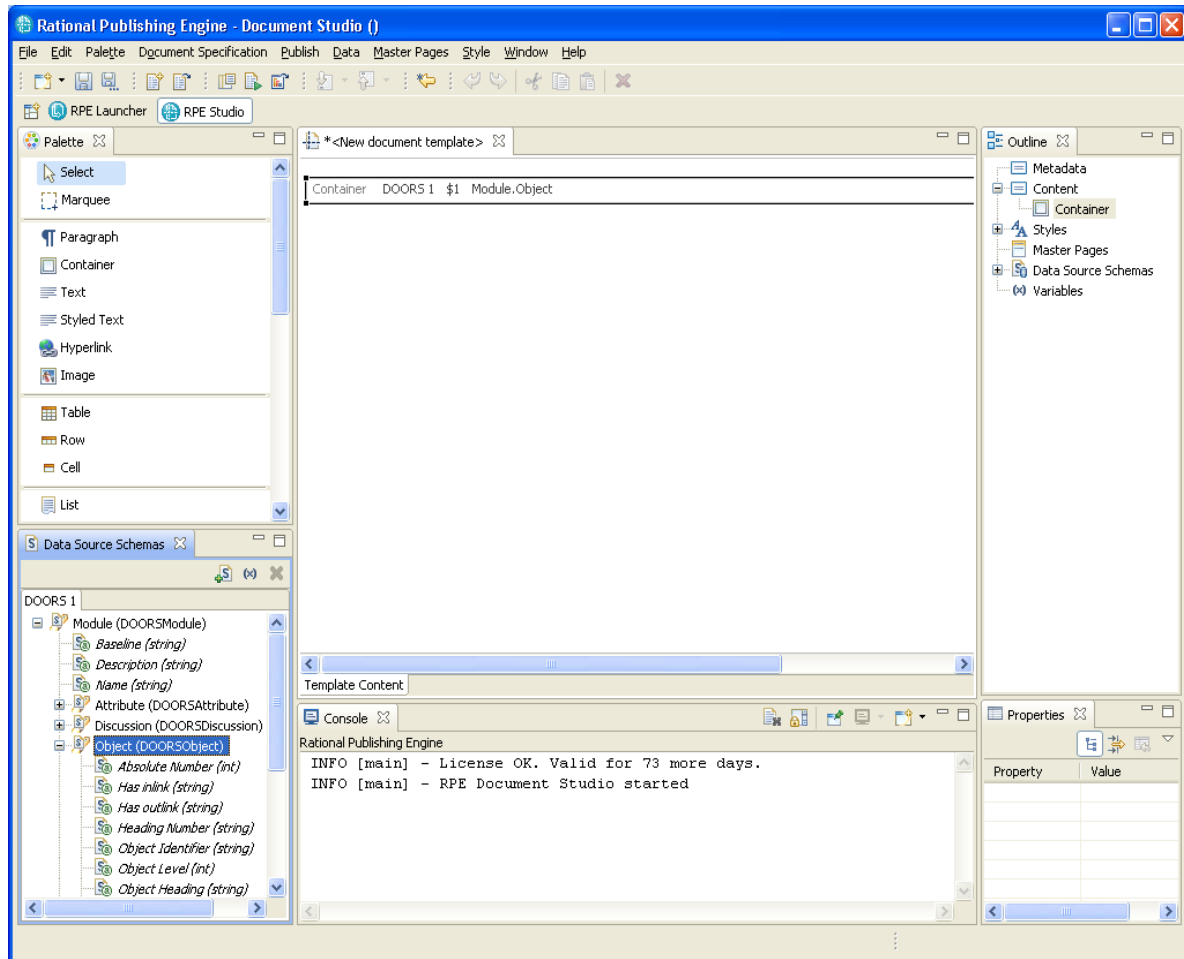 Rational Publishing Engine - Document Studio ()
File Edit Palette Document Specification Publish Data Master Pages Style Window Help
RPE Launcher RPE Studio
Palette
Select
Marquee
Paragraph
Container
Text
Styled Text
Hyperlink
Image
Table
Row
Cell
List
Data Source Schemas
DOORS 1
Module (DOORSModule)
Baseline (string)
Description (string)
Name (string)
Attribute (DOORSAttribute)
Discussion (DOORSDiscussion)
Object (DOORSObject)
Absolute Number (int)
Has inlink (string)
Has outlink (string)
Heading Number (string)
Object Identifier (string)
Object Level (int)
Object Heading (string)
*<New document template>
Container DOORS 1 $1 Module.Object
Template Content
Console
Rational Publishing Engine
INFO [main] - License OK. Valid for 73 more days.
INFO [main] - RPE Document Studio started
Outline
Metadata
Content
Container
Styles
Master Pages
Data Source Schemas
Variables
Properties
Property Value